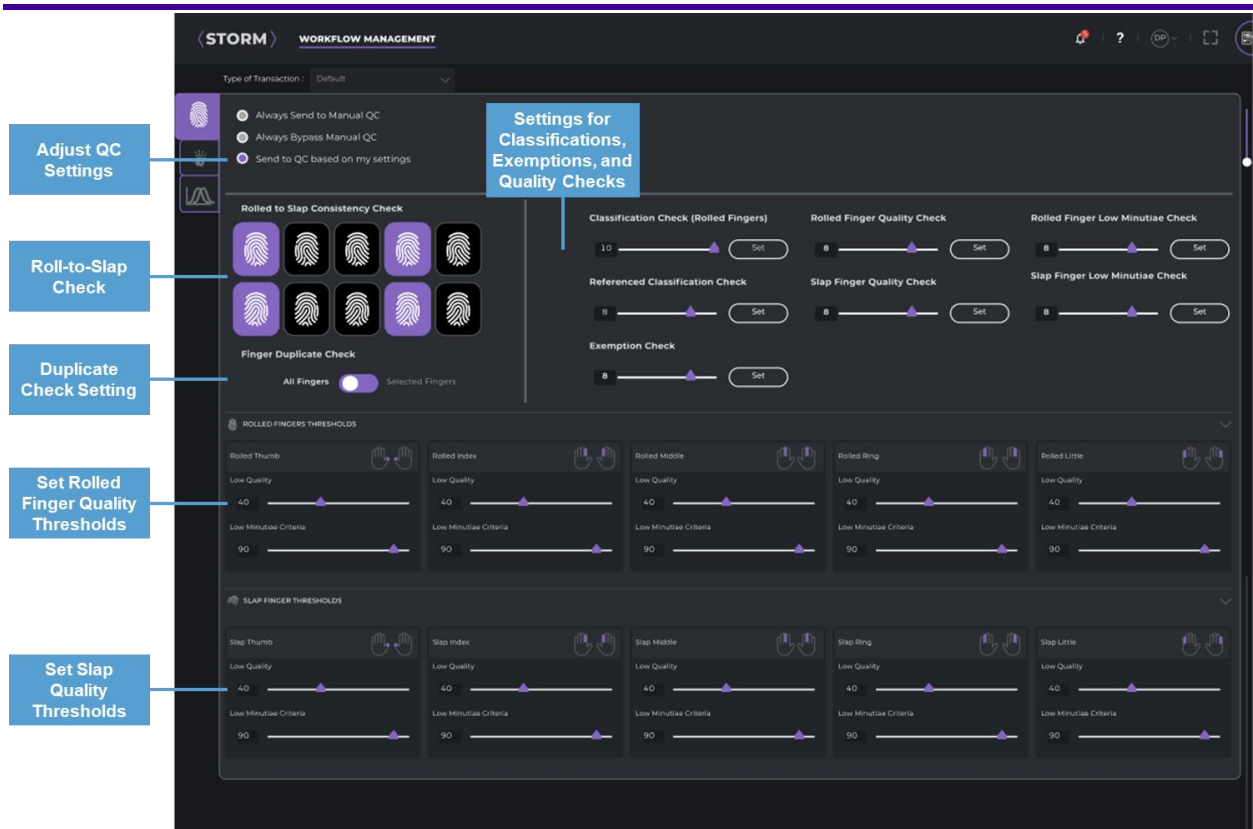 ⟨STORM⟩ WORKFLOW MANAGEMENT
? DP
Type of Transaction : Default
Always Send to Manual QC
Always Bypass Manual QC
Send to QC based on my settings
Adjust QC
Settings
Settings for
Classifications,
Exemptions, and
Quality Checks
Rolled to Slap Consistency Check
Roll-to-Slap
Check
Classification Check (Rolled Fingers) Rolled Finger Quality Check Rolled Finger Low Minutiae Check
10 Set 8 Set 8 Set
Referenced Classification Check Slap Finger Quality Check Slap Finger Low Minutiae Check
8 Set 8 Set 8 Set
Exemption Check
8 Set
Finger Duplicate Check
All Fingers Selected Fingers
Duplicate
Check Setting
ROLLED FINGERS THRESHOLDS
Rolled Thumb Rolled Index Rolled Middle Rolled Ring Rolled Little
Low Quality Low Quality Low Quality Low Quality Low Quality
40 40 40 40 40
Low Minutiae Criteria Low Minutiae Criteria Low Minutiae Criteria Low Minutiae Criteria Low Minutiae Criteria
90 90 90 90 90
Set Rolled
Finger Quality
Thresholds
SLAP FINGER THRESHOLDS
Slap Thumb Slap Index Slap Middle Slap Ring Slap Little
Low Quality Low Quality Low Quality Low Quality Low Quality
40 40 40 40 40
Low Minutiae Criteria Low Minutiae Criteria Low Minutiae Criteria Low Minutiae Criteria Low Minutiae Criteria
90 90 90 90 90
Set Slap
Quality
Thresholds